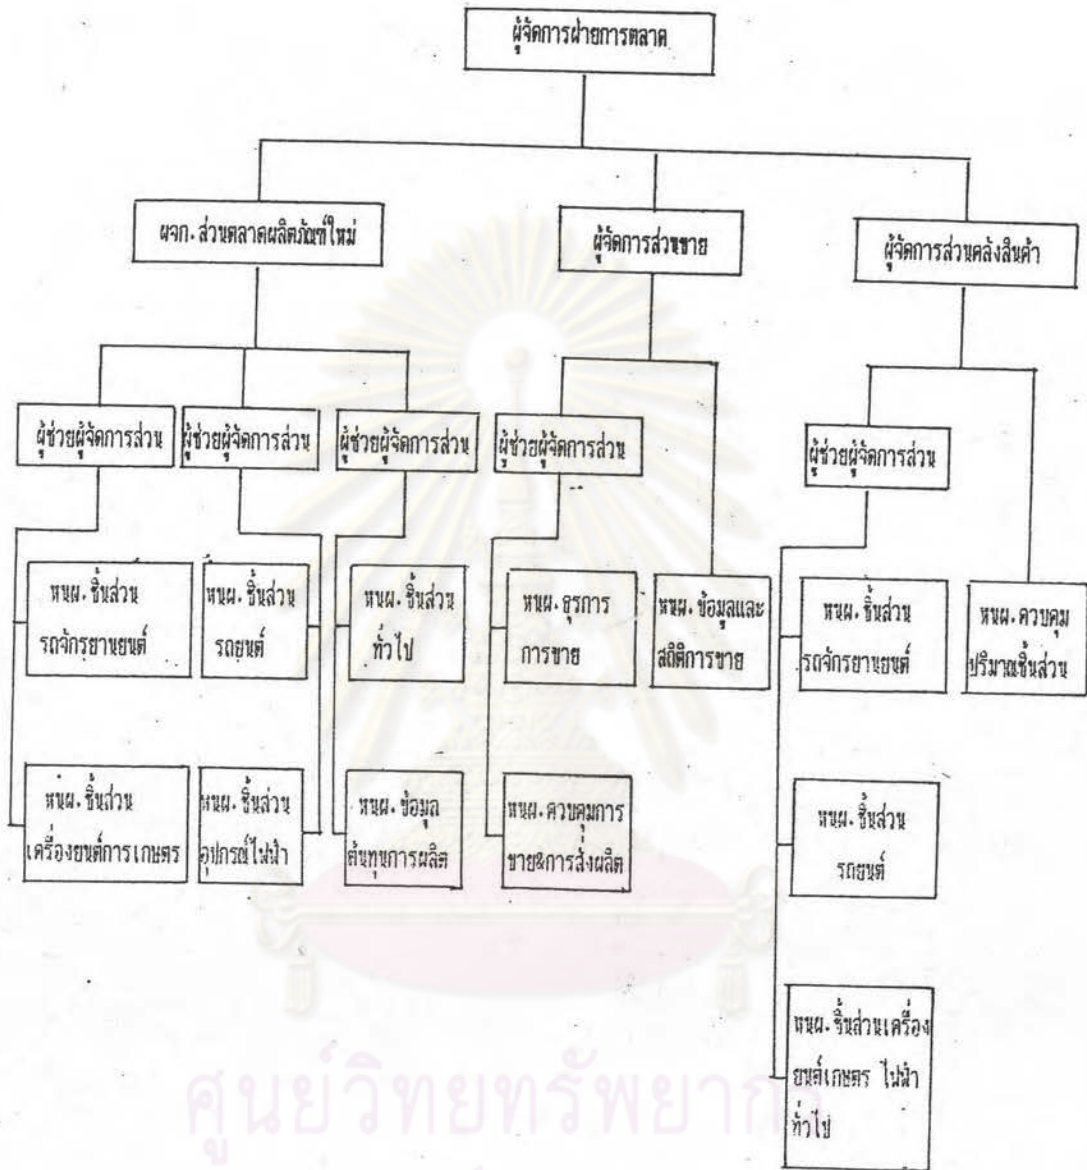 ผู้จัดการฝ่ายการตลาด
ผจก.ส่วนตลาดผลิตภัณฑ์ใหม่
ผู้จัดการส่วนขาย
ผู้จัดการส่วนคลังสินค้า
ผู้ช่วยผู้จัดการส่วน
ผู้ช่วยผู้จัดการส่วน
ผู้ช่วยผู้จัดการส่วน
ผู้ช่วยผู้จัดการส่วน
ผู้ช่วยผู้จัดการส่วน
หนผ.ชิ้นส่วน
รถจักรยานยนต์
หนผ.ชิ้นส่วน
รถยนต์
หนผ.ชิ้นส่วน
ทั่วไป
หนผ.ธุรการ
การขาย
หนผ.ข้อมูลและ
สถิติการขาย
หนผ.ชิ้นส่วน
รถจักรยานยนต์
หนผ.ควบคุม
ปริมาณชิ้นส่วน
หนผ.ชิ้นส่วน
เครื่องยนต์การเกษตร
หนผ.ชิ้นส่วน
อุปกรณ์ไฟฟ้า
หนผ.ข้อมูล
ต้นทุนการผลิต
หนผ.ควบคุมการ
ขาย&การส่งผลิต
หนผ.ชิ้นส่วน
รถยนต์
หนผ.ชิ้นส่วนเครื่อง
ยนต์เกษตร ไฟฟ้า
ทั่วไป
ศูนย์วิทยทรัพยากร